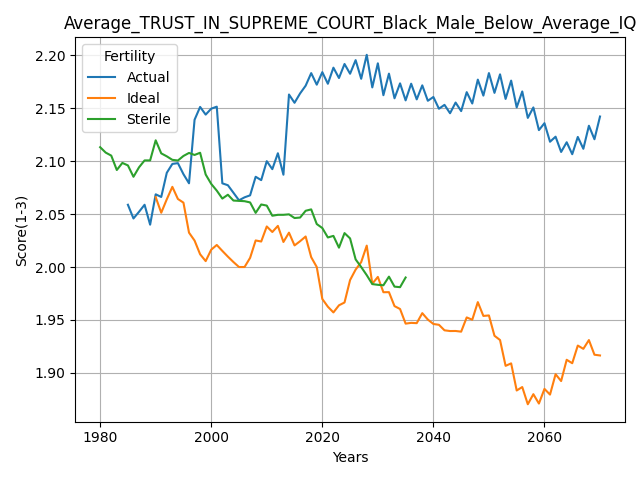 Average_TRUST_IN_SUPREME_COURT_Black_Male_Below_Average_IQ
Fertility
Actual
Ideal
Sterile
Score(1-3)
2.20
2.15
2.10
2.05
2.00
1.95
1.90
1980
2000
2020
2040
2060
Years